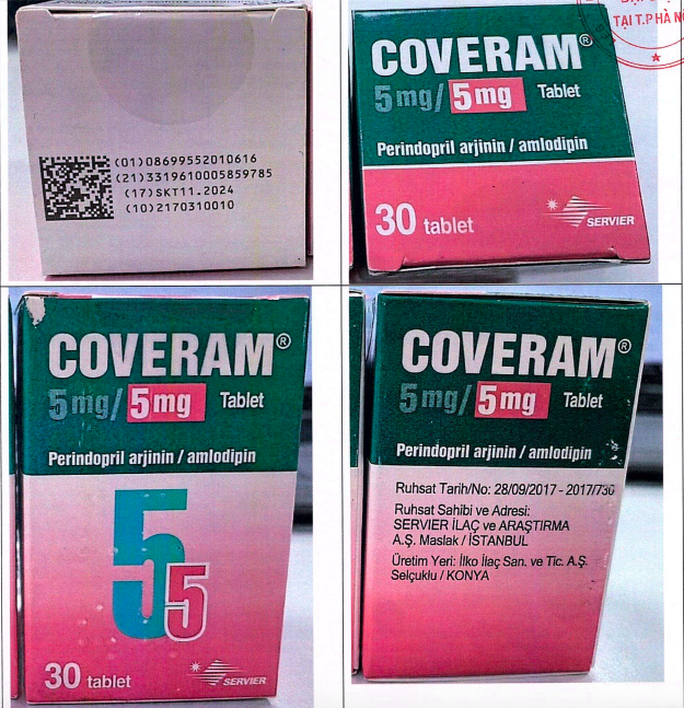 (01)08699552010616
(21)3319610005859785
(17)SKT11.2024
(10)2170310010
TẠI T.P HÀ
COVERAM®
5mg/ 5mg Tablet
Perindopril arjinin / amlodipin
30 tablet
SERVIER
COVERAM®
5mg/ 5mg Tablet
Perindopril arjinin / amlodipin
5
5
30 tablet
SERVIER
COVERAM®
5mg/ 5mg Tablet
Perindopril arjinin / amlodipin
Ruhsat Tarih/No: 28/09/2017 - 2017/730
Ruhsat Sahibi ve Adresi:
SERVIER İLAÇ ve ARAŞTIRMA
A.Ş. Maslak / İSTANBUL
Üretim Yeri: İlko İlaç San. ve Tic. A.Ş.
Selçuklu / KONYA